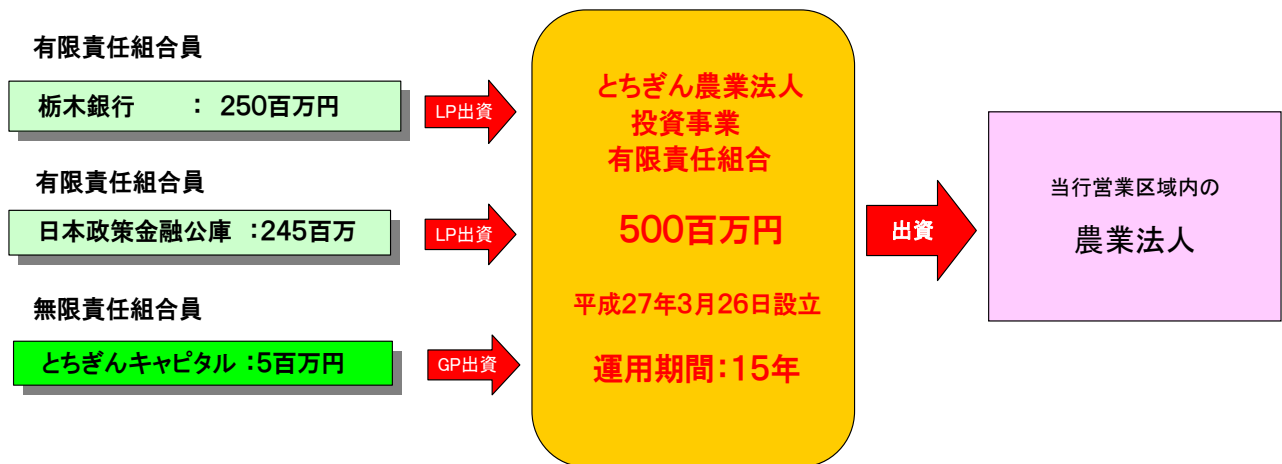 有限責任組合員
栃木銀行 : 250百万円
LP出資
有限責任組合員
日本政策金融公庫 :245百万
LP出資
無限責任組合員
とちぎんキャピタル :5百万円
GP出資
とちぎん農業法人
投資事業
有限責任組合
500百万円
平成27年3月26日設立
運用期間:15年
出資
当行営業区域内の
農業法人